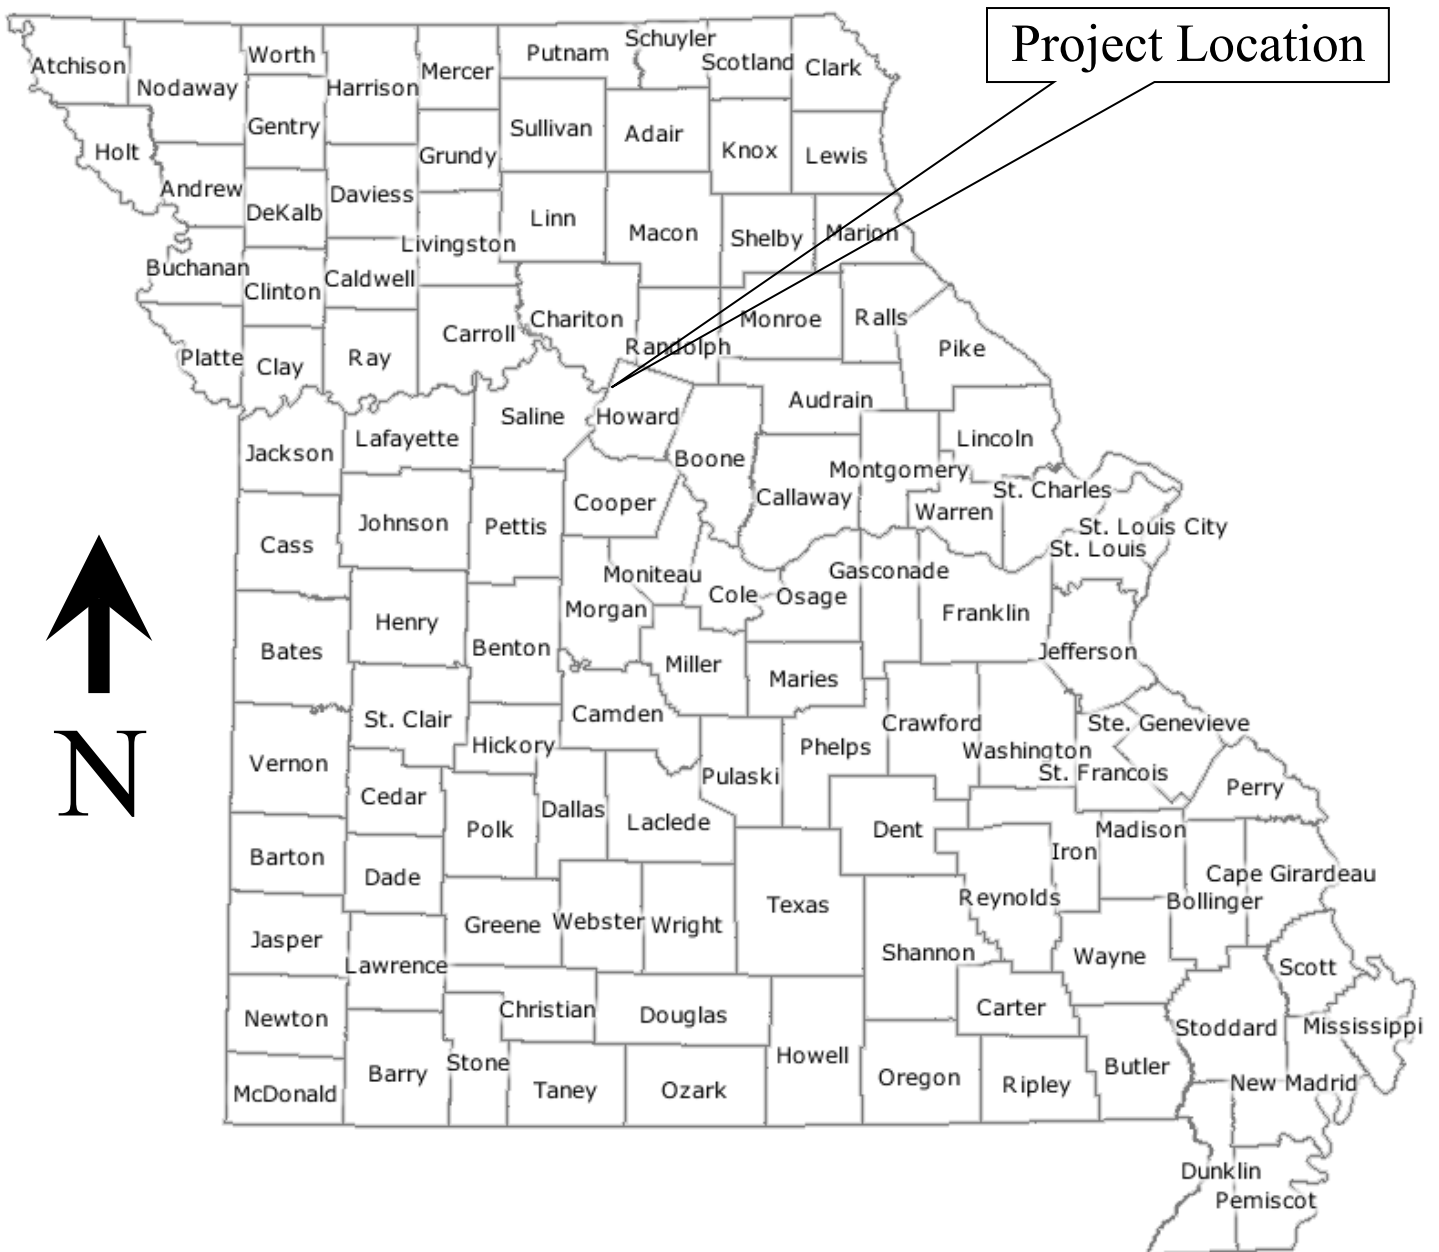 Project Location
Schuyler
Putnam
Worth
Scotland
Atchison
Clark
Mercer
Nodaway
Harrison
Gentry
Sullivan
Adair
Holt
Knox
Lewis
Grundy
Andrew
Daviess
DeKalb
Linn
Macon
Marion
Shelby
Livingston
Buchanan
Caldwell
Clinton
Chariton
Monroe
Ralls
Carroll
Randolph
Pike
Platte
Ray
Clay
Audrain
Saline
Howard
Lafayette
Lincoln
Jackson
Boone
Montgomery
St. Charles
Callaway
Cooper
Warren
Johnson
Pettis
St. Louis City
Cass
St. Louis
Gasconade
Moniteau
Cole
Osage
Morgan
Franklin
Henry
Benton
Bates
Jefferson
Miller
Maries
Camden
St. Clair
Crawford
Ste. Genevieve
Hickory
Phelps
Washington
N
Vernon
St. Francois
Pulaski
Perry
Cedar
Dallas
Laclede
Polk
Dent
Madison
Iron
Barton
Cape Girardeau
Dade
Reynolds
Bollinger
Texas
Webster
Greene
Wright
Jasper
Shannon
Wayne
Lawrence
Scott
Carter
Christian
Douglas
Newton
Stoddard
Mississippi
Howell
Stone
Butler
Barry
Oregon
New Madrid
Ripley
McDonald
Taney
Ozark
Dunklin
Pemiscot